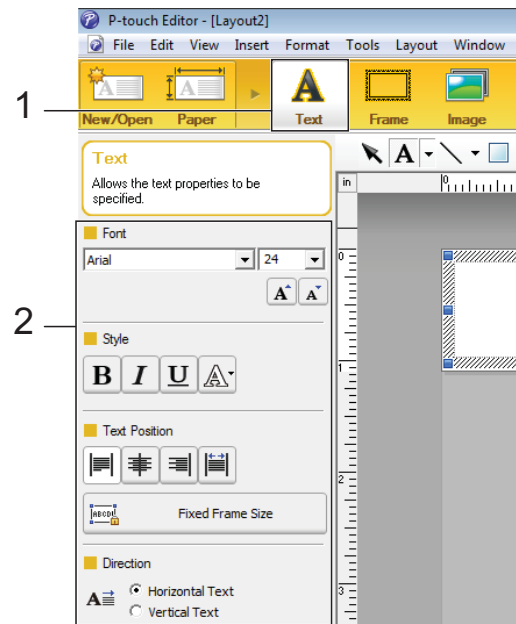 P-touch Editor - [Layout2]
File Edit View Insert Format Tools Layout Window
1
New/Open Paper Text Frame Image
Text
Allows the text properties to be
specified.
A
in
0
Font
Arial 24
0
A A
2
Style
B I U A
1
Text Position
2
ABCDE Fixed Frame Size
Direction
A Horizontal Text
Vertical Text
3